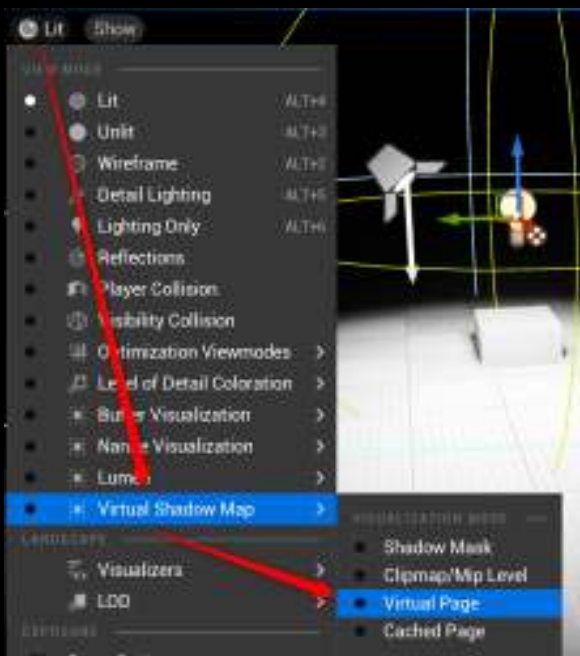 Lit Show
VIEW MODE
Lit ALT+4
Unlit ALT+3
Wireframe ALT+2
Detail Lighting ALT+5
Lighting Only ALT+6
Reflections
Player Collision
Visibility Collision
Optimization Viewmodes >
Level of Detail Coloration >
Buffer Visualization >
Nanite Visualization >
Lumen >
Virtual Shadow Map >
VISUALIZATION MODE
Shadow Mask
Clipmap/Mip Level
Virtual Page
Cached Page
LANDSCAPE
Visualizers >
LOD >
EXPOSURE